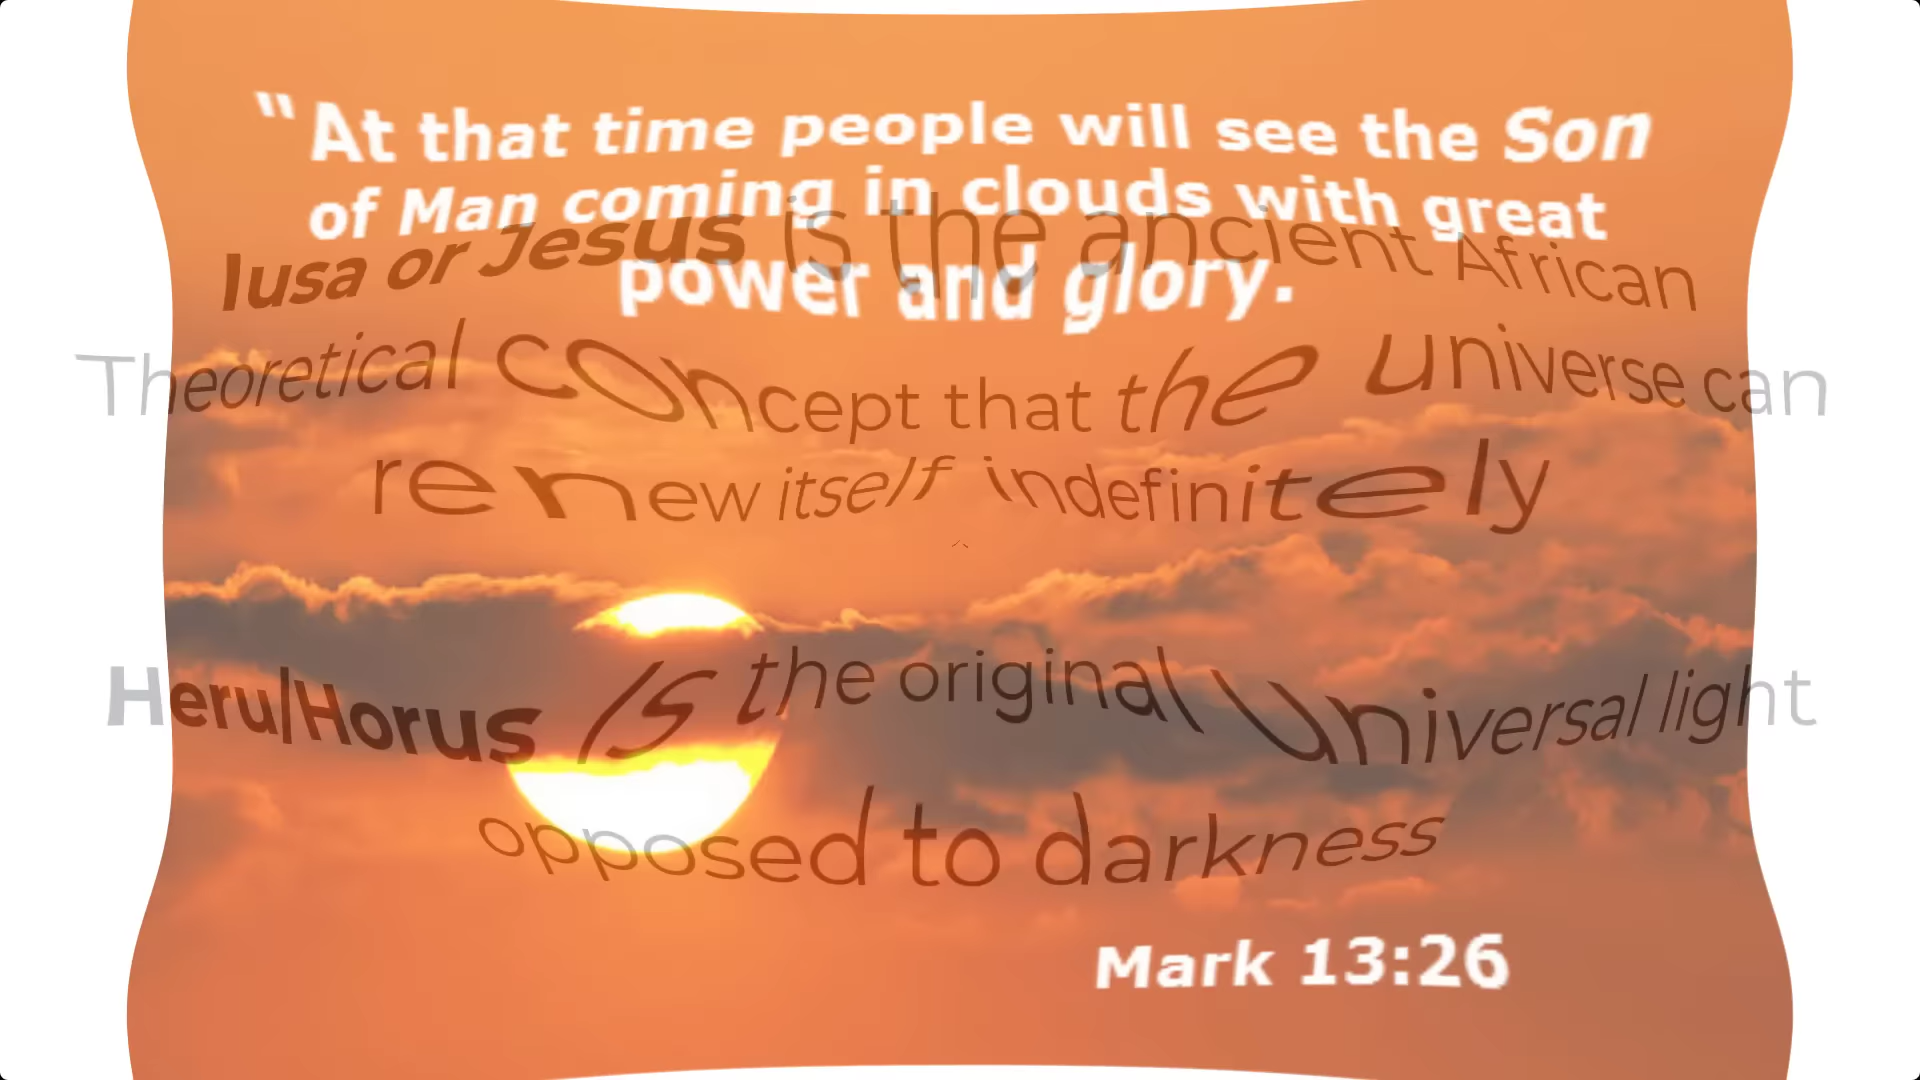 "At that time people will see the Son
of Man coming in clouds with great
power and glory.
Iusa or Jesus is the ancient African
Theoretical concept that the universe can
renew itself indefinitely
Heru/Horus is the original Universal light
opposed to darkness
Mark 13:26